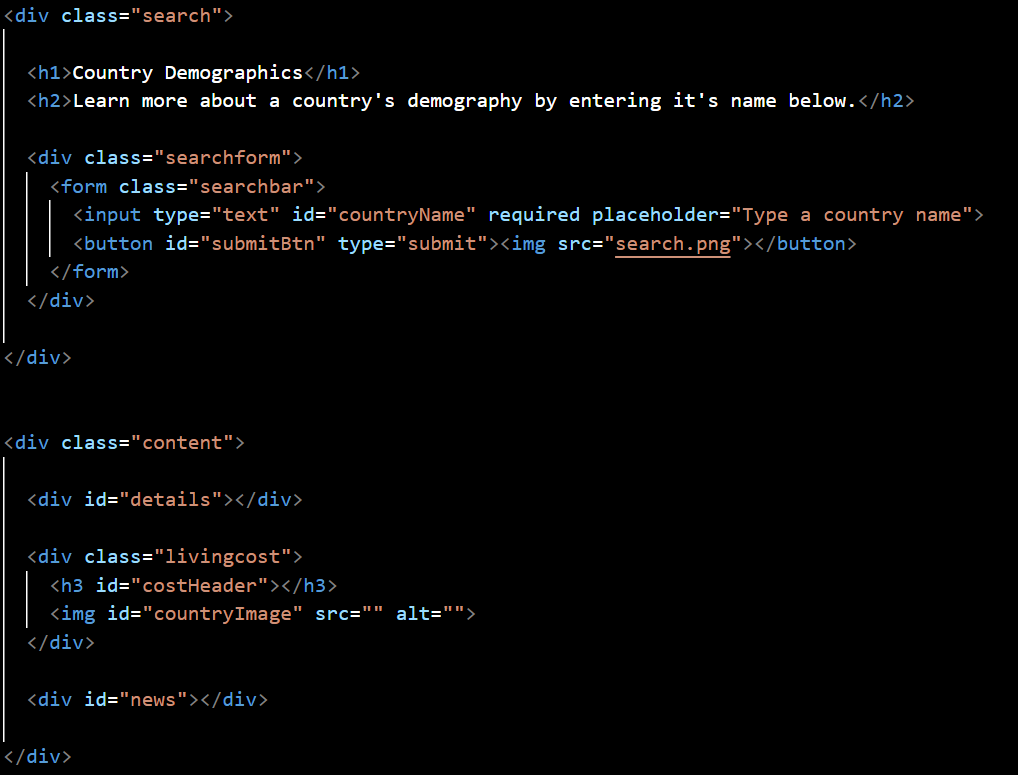 <div class="search">
<h1>Country Demographics</h1>
<h2>Learn more about a country's demography by entering it's name below.</h2>
<div class="searchform">
<form class="searchbar">
<input type="text" id="countryName" required placeholder="Type a country name">
<button id="submitBtn" type="submit"><img src="search.png"></button>
</form>
</div>
</div>
<div class="content">
<div id="details"></div>
<div class="livingcost">
<h3 id="costHeader"></h3>
<img id="countryImage" src="" alt="">
</div>
<div id="news"></div>
</div>